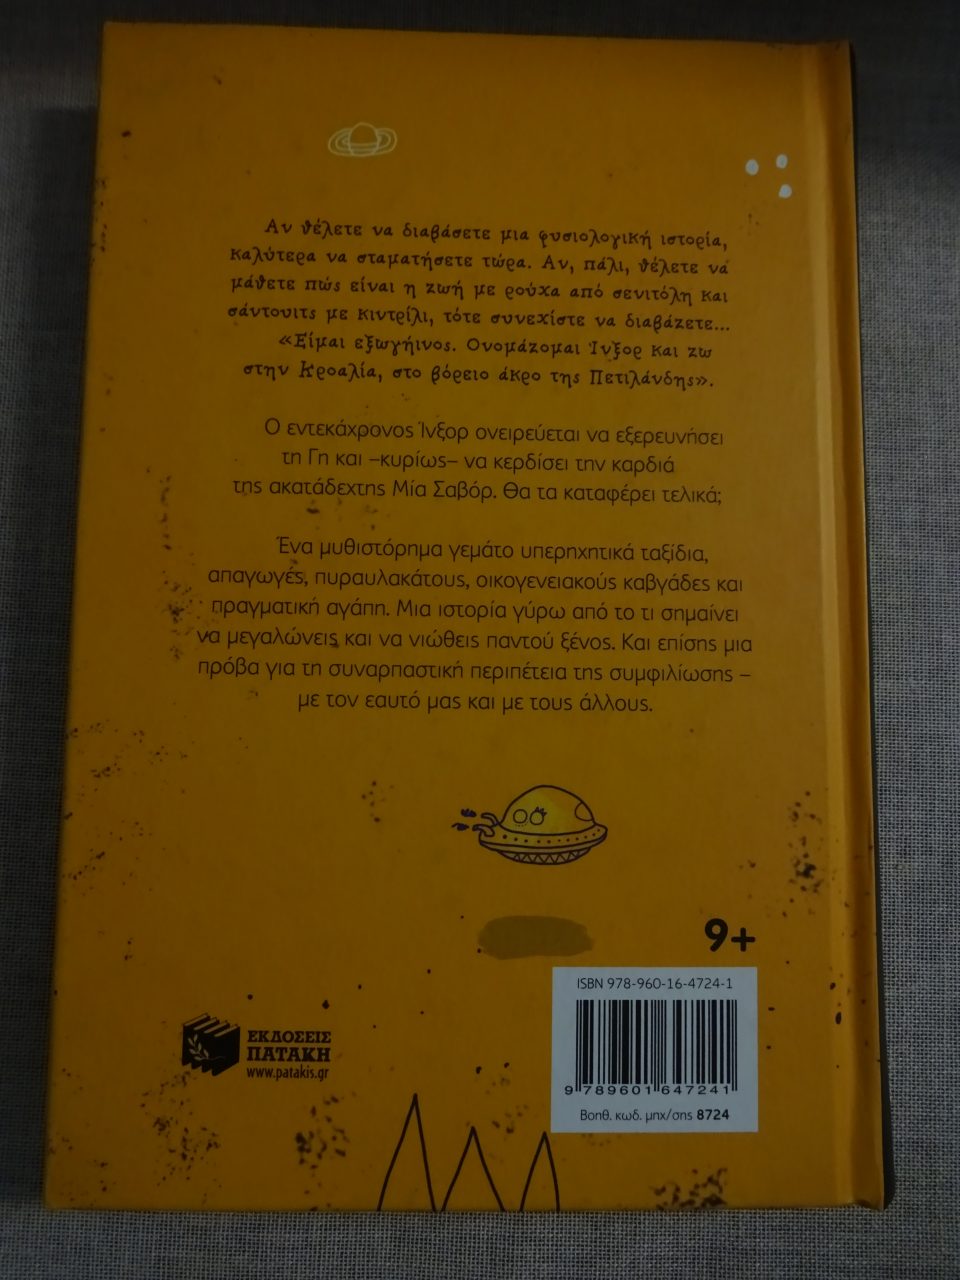 Αν θέλετε να διαβάσετε μια φυσιολογική ιστορία,
καλύτερα να σταματήσετε τώρα. Αν, πάλι, θέλετε να
μάθετε πώς είναι η ζωή με ρούχα από σενιτόλη και
σάντουιτς με κιντρίλι, τότε συνεχίστε να διαβάζετε...
«Είμαι εξωγήινος. Ονομάζομαι Ίνξορ και ζω
στην Κροαλία, στο βόρειο άκρο της Πετιλάνδης».
Ο εντεκάχρονος Ίνξορ ονειρεύεται να εξερευνήσει
τη Γη και –κυρίως– να κερδίσει την καρδιά
της ακατάδεχτης Μία Σαβόρ. Θα τα καταφέρει τελικά;
Ένα μυθιστόρημα γεμάτο υπερηχητικά ταξίδια,
απαγωγές, πυραυλακάτους, οικογενειακούς καβγάδες και
πραγματική αγάπη. Μια ιστορία γύρω από το τι σημαίνει
να μεγαλώνεις και να νιώθεις παντού ξένος. Και επίσης μια
πρόβα για τη συναρπαστική περιπέτεια της συμφιλίωσης –
με τον εαυτό μας και με τους άλλους.
9+
ISBN 978-960-16-4724-1
9 789601 647241
Βοηθ. κωδ. μηχ/σης 8724
ΕΚΔΟΣΕΙΣ
ΠΑΤΑΚΗ
www.patakis.gr